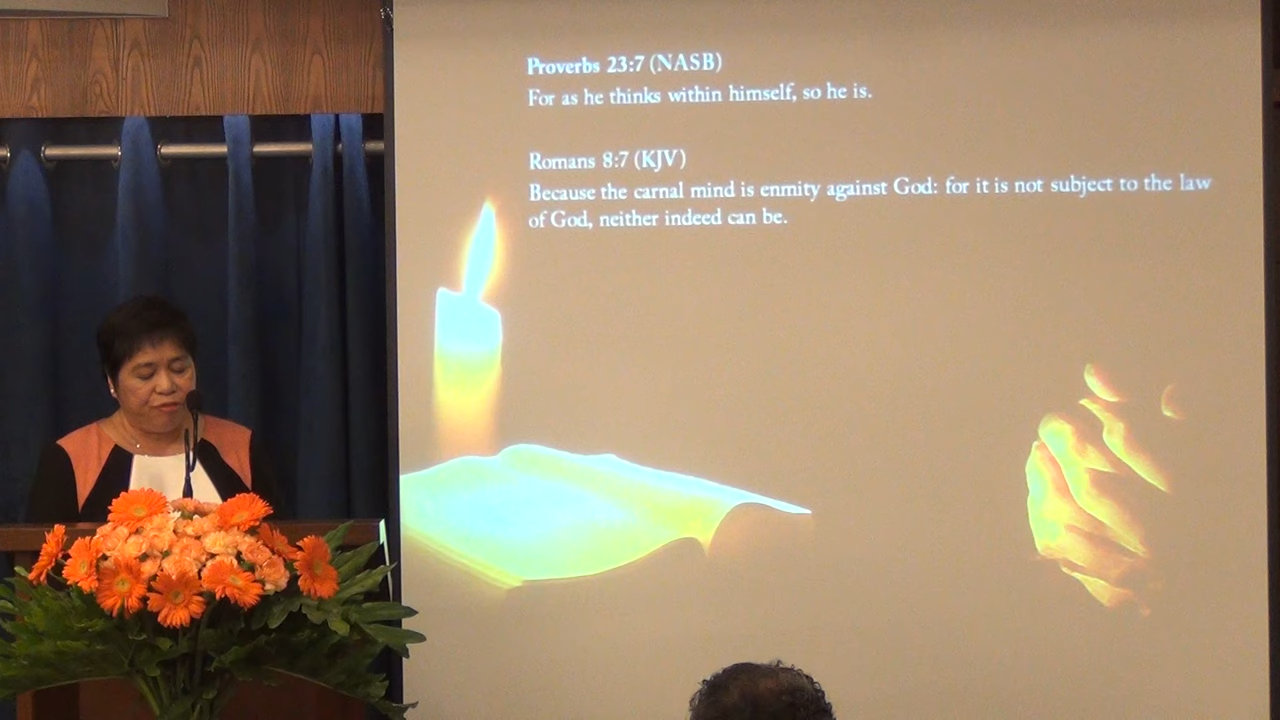 Proverbs 23:7 (NASB)
For as he thinks within himself, so he is.
Romans 8:7 (KJV)
Because the carnal mind is enmity against God: for it is not subject to the law
of God, neither indeed can be.